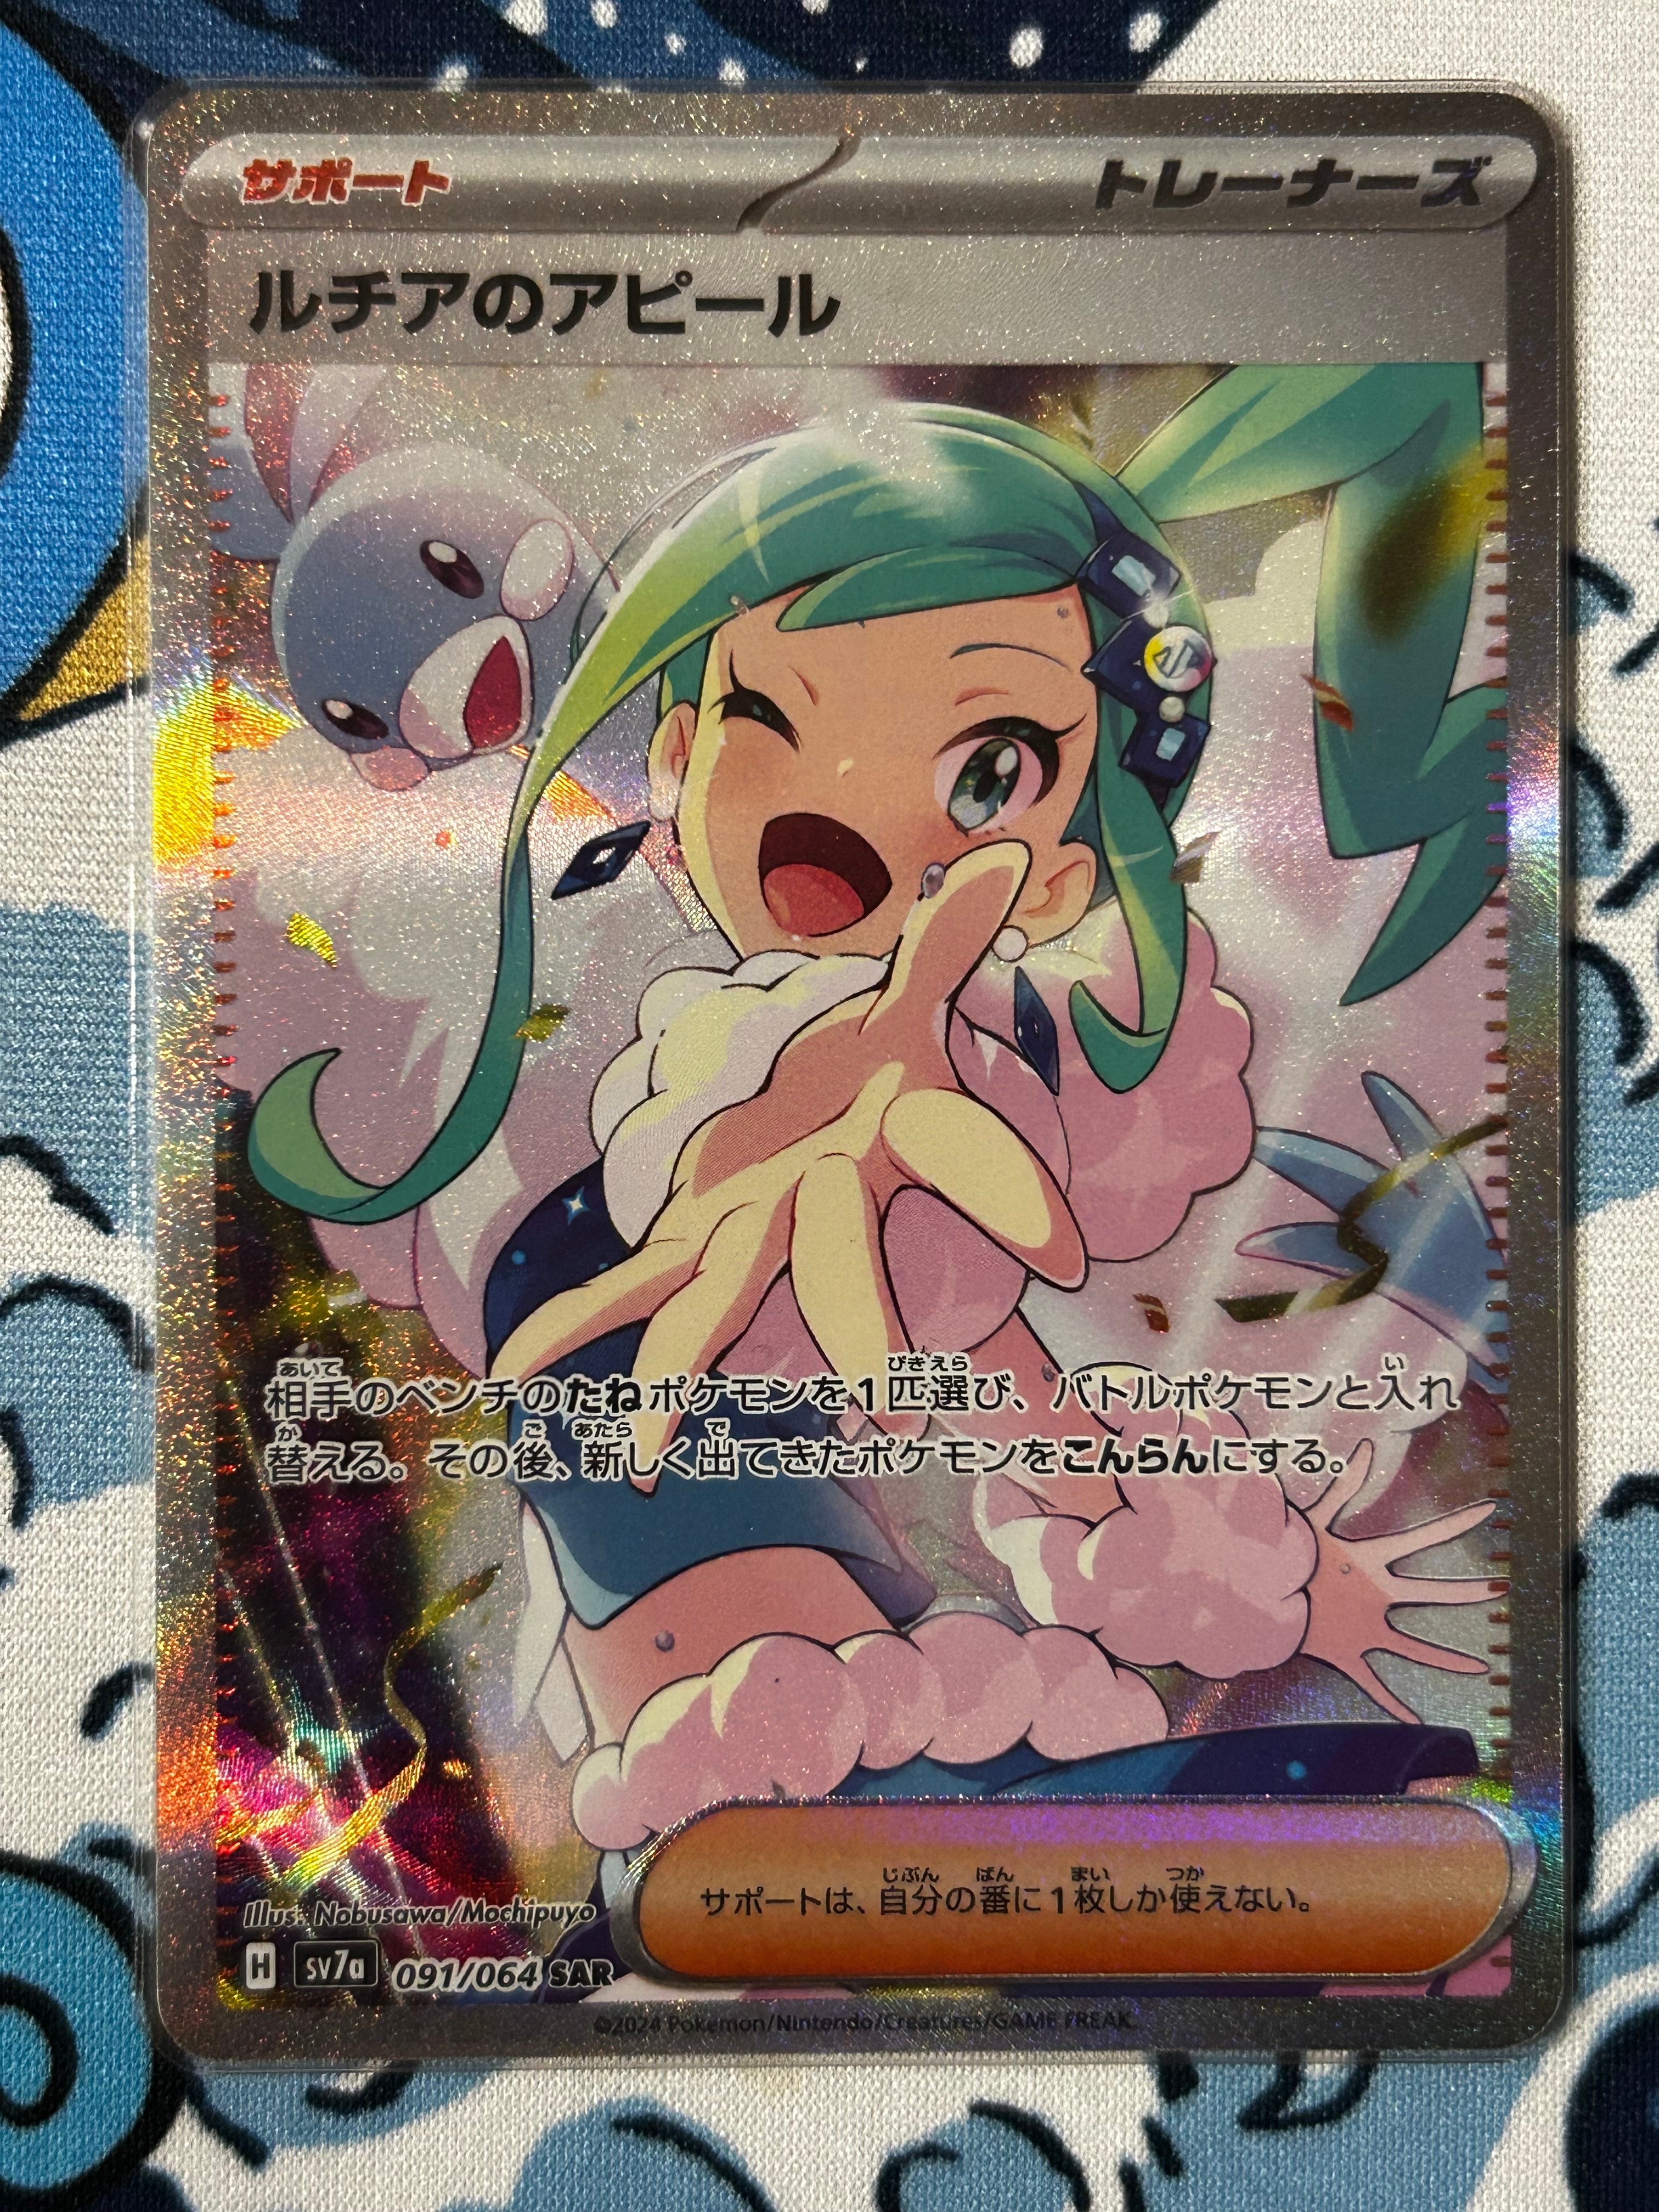 サポート
トレーナーズ
ルチアのアピール
相手のベンチのたねポケモンを1匹選び、バトルポケモンと入れ
替える。その後、新しく出てきたポケモンをこんらんにする。
サポートは、自分の番に1枚しか使えない。
Illus. Nobusawa/Mochipuyo
H sv7a 091/064 SAR
©2024 Pokémon/Nintendo/Creatures/GAME FREAK.